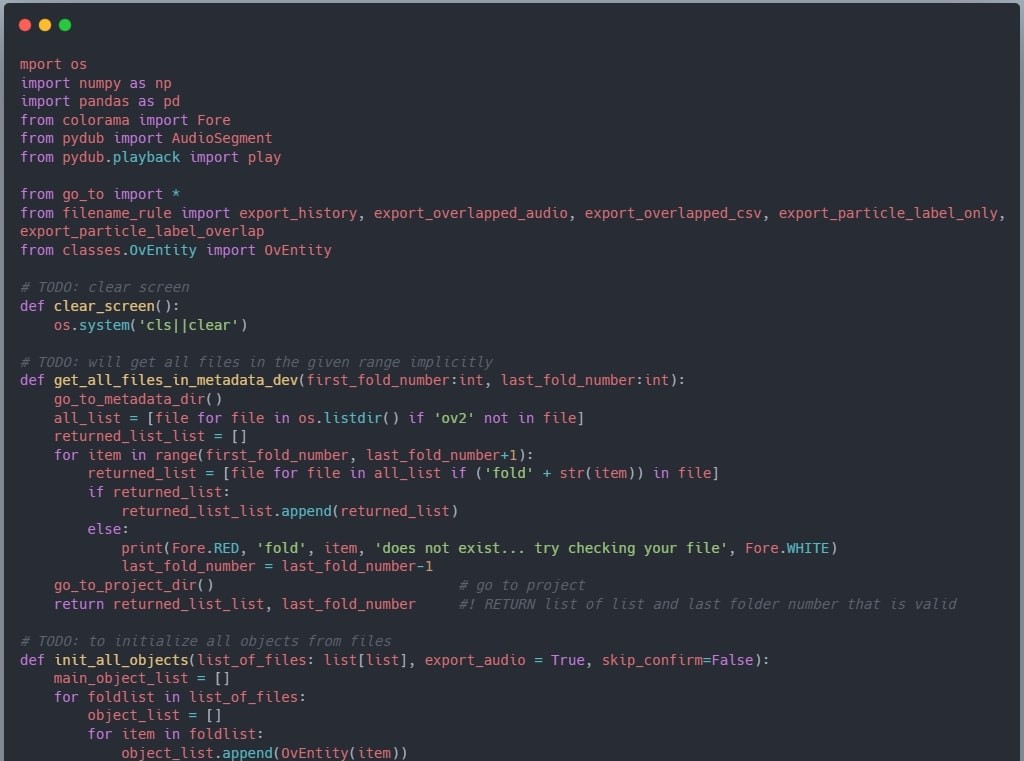 mport os
import numpy as np
import pandas as pd
from colorama import Fore
from pydub import AudioSegment
from pydub.playback import play

from go_to import *
from filename_rule import export_history, export_overlapped_audio, export_overlapped_csv, export_particle_label_only,
export_particle_label_overlap
from classes.OvEntity import OvEntity

# TODO: clear screen
def clear_screen():
    os.system('cls||clear')

# TODO: will get all files in the given range implicitly
def get_all_files_in_metadata_dev(first_fold_number:int, last_fold_number:int):
    go_to_metadata_dir()
    all_list = [file for file in os.listdir() if 'ov2' not in file]
    returned_list_list = []
    for item in range(first_fold_number, last_fold_number+1):
        returned_list = [file for file in all_list if ('fold' + str(item)) in file]
        if returned_list:
            returned_list_list.append(returned_list)
        else:
            print(Fore.RED, 'fold', item, 'does not exist... try checking your file', Fore.WHITE)
            last_fold_number = last_fold_number-1
    go_to_project_dir()                             # go to project
    return returned_list_list, last_fold_number     #! RETURN list of list and last folder number that is valid

# TODO: to initialize all objects from files
def init_all_objects(list_of_files: list[list], export_audio = True, skip_confirm=False):
    main_object_list = []
    for foldlist in list_of_files:
        object_list = []
        for item in foldlist:
            object_list.append(OvEntity(item))